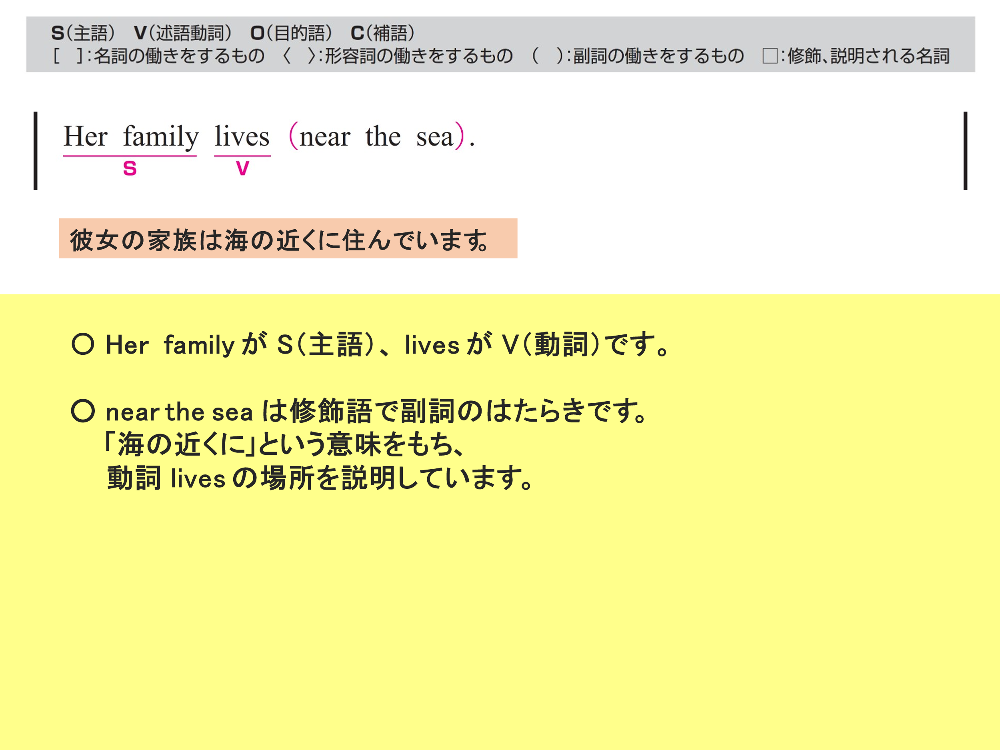 S(主語) V(述語動詞) O(目的語) C(補語)
[ ]:名詞の働きをするもの 〈 〉:形容詞の働きをするもの ( ):副詞の働きをするもの □:修飾、説明される名詞
Her family lives (near the sea).
S V
彼女の家族は海の近くに住んでいます。
○ Her family が S(主語)、lives が V(動詞)です。
○ near the sea は修飾語で副詞のはたらきです。
「海の近くに」という意味をもち、
動詞 lives の場所を説明しています。